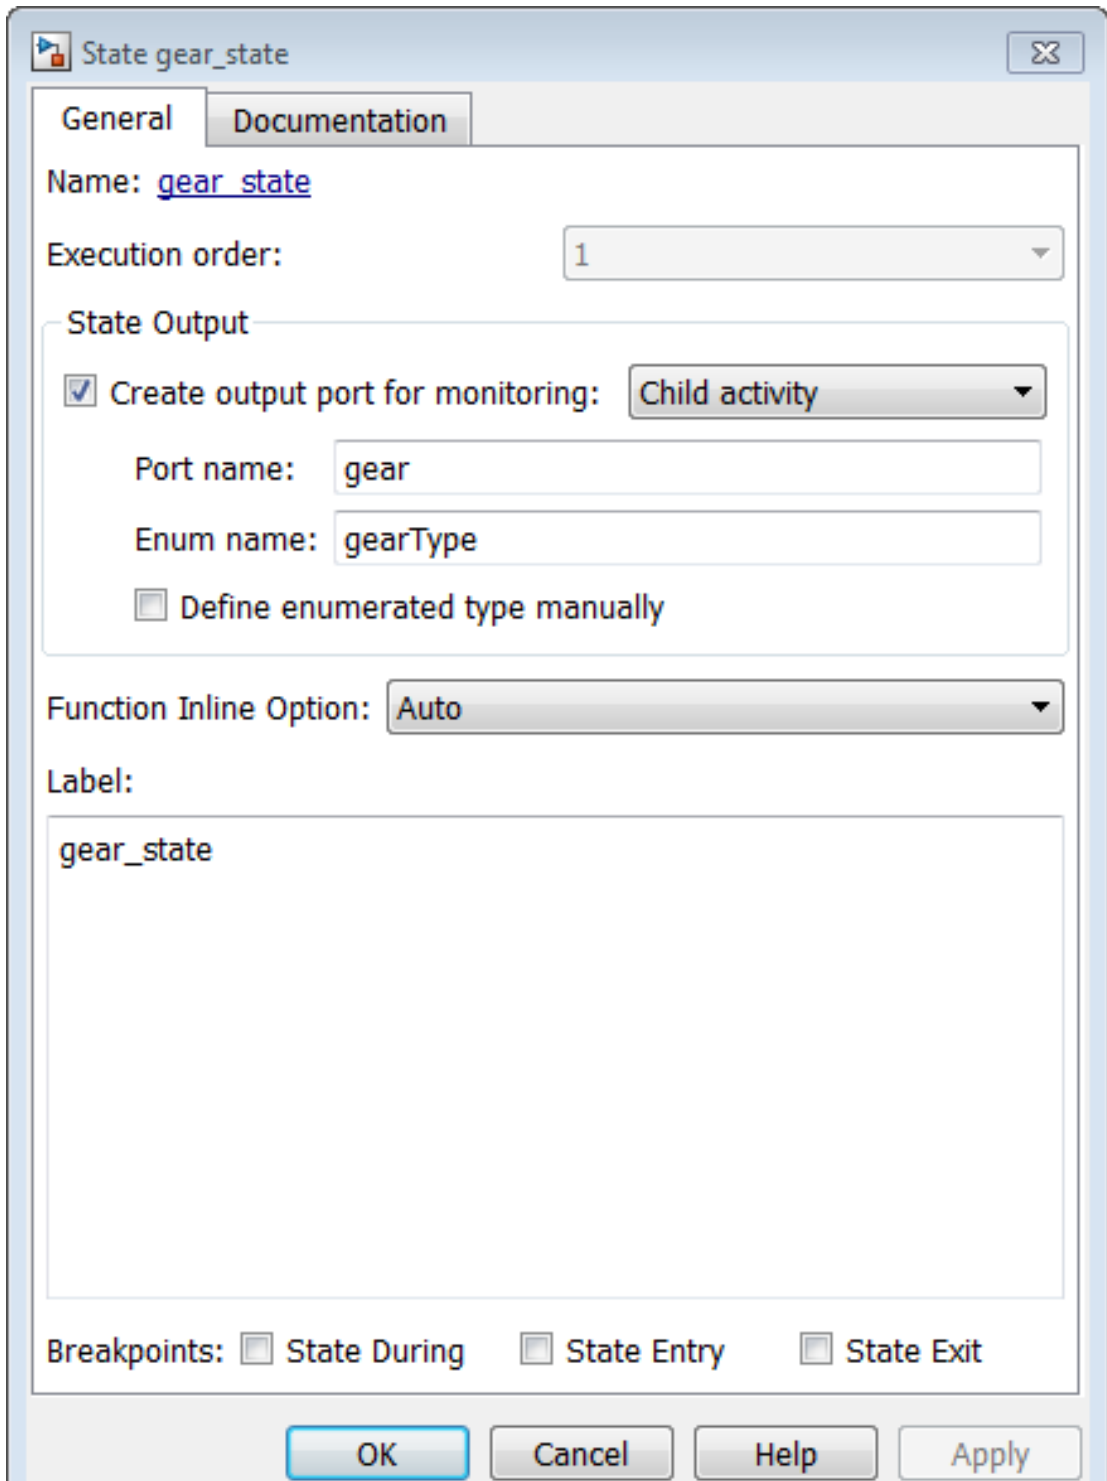 State gear_state
General Documentation
Name: gear_state
Execution order: 1
State Output
Create output port for monitoring: Child activity
Port name: gear
Enum name: gearType
Define enumerated type manually
Function Inline Option: Auto
Label:
gear_state
Breakpoints: State During State Entry State Exit
OK Cancel Help Apply